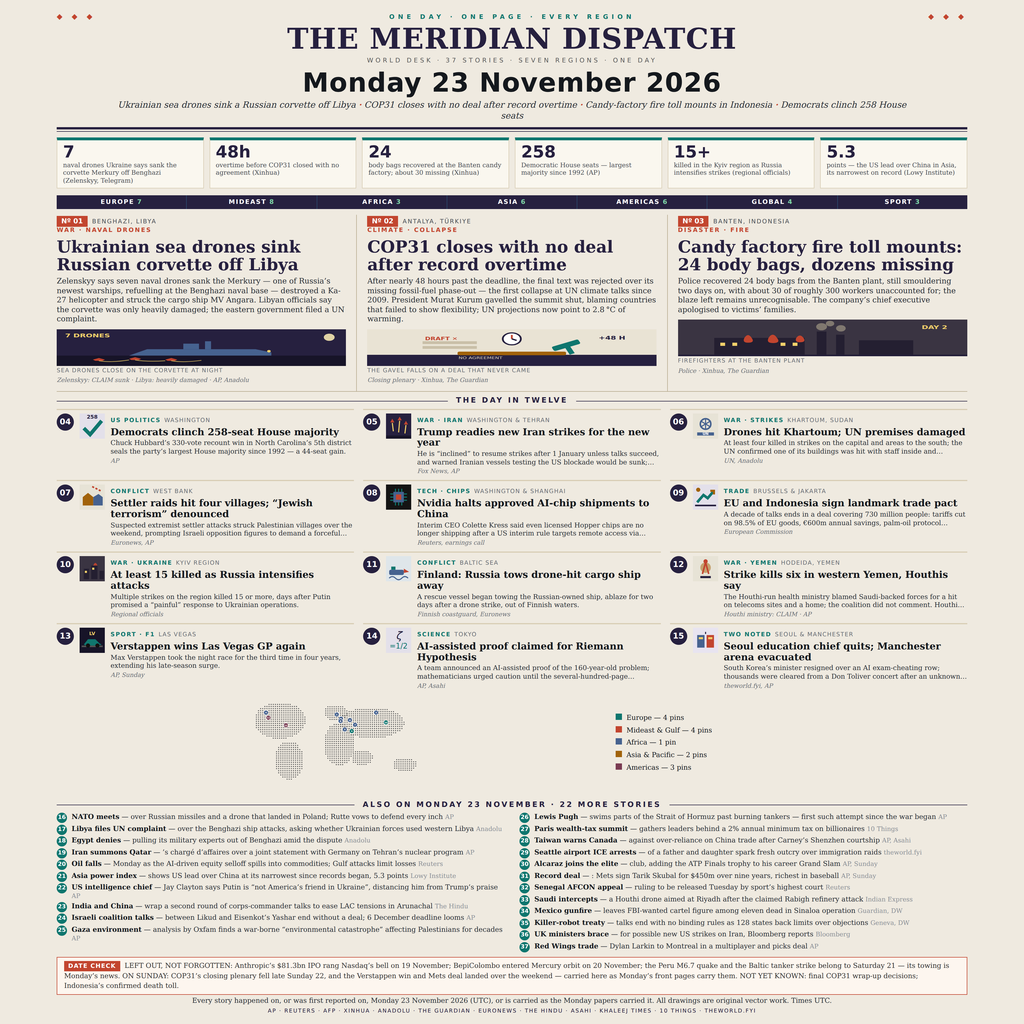 ONE DAY · ONE PAGE · EVERY REGION
THE MERIDIAN DISPATCH
WORLD DESK · 37 STORIES · SEVEN REGIONS · ONE DAY
Monday 23 November 2026
Ukrainian sea drones sink a Russian corvette off Libya · COP31 closes with no deal after record overtime · Candy-factory fire toll mounts in Indonesia · Democrats clinch 258 House
seats
7
naval drones Ukraine says sank the
corvette Merkury off Benghazi
(Zelenskyy, Telegram)
48h
overtime before COP31 closed with no
agreement (Xinhua)
24
body bags recovered at the Banten candy
factory; about 30 missing (Xinhua)
258
Democratic House seats — largest
majority since 1992 (AP)
15+
killed in the Kyiv region as Russia
intensifies strikes (regional officials)
5.3
points — the US lead over China in Asia,
its narrowest on record (Lowy Institute)
EUROPE 7
MIDEAST 8
AFRICA 3
ASIA 6
AMERICAS 6
GLOBAL 4
SPORT 3
Nº 01 BENGHAZI, LIBYA
WAR · NAVAL DRONES
Ukrainian sea drones sink
Russian corvette off Libya
Zelenskyy says seven naval drones sank the Merkury — one of Russia's
newest warships, refuelling at the Benghazi naval base — destroyed a Ka-
27 helicopter and struck the cargo ship MV Angara. Libyan officials say
the corvette was only heavily damaged; the eastern government filed a UN
complaint.
7 DRONES
SEA DRONES CLOSE ON THE CORVETTE AT NIGHT
Zelenskyy: CLAIM sunk · Libya: heavily damaged · AP, Anadolu
Nº 02 ANTALYA, TÜRKIYE
CLIMATE · COLLAPSE
COP31 closes with no deal
after record overtime
After nearly 48 hours past the deadline, the final text was rejected over its
missing fossil-fuel phase-out — the first collapse at UN climate talks since
2009. President Murat Kurum gavelled the summit shut, blaming countries
that failed to show flexibility; UN projections now point to 2.8 °C of
warming.
DRAFT ×
+48 H
NO AGREEMENT
THE GAVEL FALLS ON A DEAL THAT NEVER CAME
Closing plenary · Xinhua, The Guardian
Nº 03 BANTEN, INDONESIA
DISASTER · FIRE
Candy factory fire toll mounts:
24 body bags, dozens missing
Police recovered 24 body bags from the Banten plant, still smouldering
two days on, with about 30 of roughly 300 workers unaccounted for; the
blaze left remains unrecognisable. The company's chief executive
apologised to victims' families.
DAY 2
FIREFIGHTERS AT THE BANTEN PLANT
Police · Xinhua, The Guardian
THE DAY IN TWELVE
04
258
US POLITICS WASHINGTON
Democrats clinch 258-seat House majority
Chuck Hubbard's 330-vote recount win in North Carolina's 5th district
seals the party's largest House majority since 1992 — a 44-seat gain.
AP
05
WAR · IRAN WASHINGTON & TEHRAN
Trump readies new Iran strikes for the new
year
He is “inclined” to resume strikes after 1 January unless talks succeed,
and warned Iranian vessels testing the US blockade would be sunk;...
Fox News, AP
06
WAR · STRIKES KHARTOUM, SUDAN
Drones hit Khartoum; UN premises damaged
At least four killed in strikes on the capital and areas to the south; the
UN confirmed one of its buildings was hit with staff inside and...
UN, Anadolu
07
CONFLICT WEST BANK
Settler raids hit four villages; “Jewish
terrorism” denounced
Suspected extremist settler attacks struck Palestinian villages over the
weekend, prompting Israeli opposition figures to demand a forceful...
Euronews, AP
08
TECH · CHIPS WASHINGTON & SHANGHAI
Nvidia halts approved AI-chip shipments to
China
Interim CEO Colette Kress said even licensed Hopper chips are no
longer shipping after a US interim rule targets remote access via...
Reuters, earnings call
09
TRADE BRUSSELS & JAKARTA
EU and Indonesia sign landmark trade pact
A decade of talks ends in a deal covering 730 million people: tariffs cut
on 98.5% of EU goods, €600m annual savings, palm-oil protocol...
European Commission
10
WAR · UKRAINE KYIV REGION
At least 15 killed as Russia intensifies
attacks
Multiple strikes on the region killed 15 or more, days after Putin
promised a “painful” response to Ukrainian operations.
Regional officials
11
CONFLICT BALTIC SEA
Finland: Russia tows drone-hit cargo ship
away
A rescue vessel began towing the Russian-owned ship, ablaze for two
days after a drone strike, out of Finnish waters.
Finnish coastguard, Euronews
12
WAR · YEMEN HODEIDA, YEMEN
Strike kills six in western Yemen, Houthis
say
The Houthi-run health ministry blamed Saudi-backed forces for a hit
on telecoms sites and a home; the coalition did not comment. Houthi...
Houthi ministry: CLAIM · AP
13
LV
SPORT · F1 LAS VEGAS
Verstappen wins Las Vegas GP again
Max Verstappen took the night race for the third time in four years,
extending his late-season surge.
AP, Sunday
14
ζ
=1/2
SCIENCE TOKYO
AI-assisted proof claimed for Riemann
Hypothesis
A team announced an AI-assisted proof of the 160-year-old problem;
mathematicians urged caution until the several-hundred-page...
AP, Asahi
15
TWO NOTED SEOUL & MANCHESTER
Seoul education chief quits; Manchester
arena evacuated
South Korea's minister resigned over an AI exam-cheating row;
thousands were cleared from a Don Toliver concert after an unknown...
theworld.fyi, AP
Europe — 4 pins
Mideast & Gulf — 4 pins
Africa — 1 pin
Asia & Pacific — 2 pins
Americas — 3 pins
ALSO ON MONDAY 23 NOVEMBER · 22 MORE STORIES
16 NATO meets — over Russian missiles and a drone that landed in Poland; Rutte vows to defend every inch AP
17 Libya files UN complaint — over the Benghazi ship attacks, asking whether Ukrainian forces used western Libya Anadolu
18 Egypt denies — pulling its military experts out of Benghazi amid the dispute Anadolu
19 Iran summons Qatar — 's chargé d'affaires over a joint statement with Germany on Tehran's nuclear program AP
20 Oil falls — Monday as the AI-driven equity selloff spills into commodities; Gulf attacks limit losses Reuters
21 Asia power index — shows US lead over China at its narrowest since records began, 5.3 points Lowy Institute
22 US intelligence chief — Jay Clayton says Putin is “not America's friend in Ukraine”, distancing him from Trump's praise
AP
23 India and China — wrap a second round of corps-commander talks to ease LAC tensions in Arunachal The Hindu
24 Israeli coalition talks — between Likud and Eisenkot's Yashar end without a deal; 6 December deadline looms AP
25 Gaza environment — analysis by Oxfam finds a war-borne “environmental catastrophe” affecting Palestinians for decades
AP
26 Lewis Pugh — swims parts of the Strait of Hormuz past burning tankers — first such attempt since the war began AP
27 Paris wealth-tax summit — gathers leaders behind a 2% annual minimum tax on billionaires 10 Things
28 Taiwan warns Canada — against over-reliance on China trade after Carney's Shenzhen courtship AP, Asahi
29 Seattle airport ICE arrests — of a father and daughter spark fresh outcry over immigration raids theworld.fyi
30 Alcaraz joins the elite — club, adding the ATP Finals trophy to his career Grand Slam AP, Sunday
31 Record deal — : Mets sign Tarik Skubal for $450m over nine years, richest in baseball AP, Sunday
32 Senegal AFCON appeal — ruling to be released Tuesday by sport's highest court Reuters
33 Saudi intercepts — a Houthi drone aimed at Riyadh after the claimed Rabigh refinery attack Indian Express
34 Mexico gunfire — leaves FBI-wanted cartel figure among eleven dead in Sinaloa operation Guardian, DW
35 Killer-robot treaty — talks end with no binding rules as 128 states back limits over objections Geneva, DW
36 UK ministers brace — for possible new US strikes on Iran, Bloomberg reports Bloomberg
37 Red Wings trade — Dylan Larkin to Montreal in a multiplayer and picks deal AP
DATE CHECK LEFT OUT, NOT FORGOTTEN: Anthropic's $81.3bn IPO rang Nasdaq's bell on 19 November; BepiColombo entered Mercury orbit on 20 November; the Peru M6.7 quake and the Baltic tanker strike belong to Saturday 21 — its towing is
Monday's news. ON SUNDAY: COP31's closing plenary fell late Sunday 22, and the Verstappen win and Mets deal landed over the weekend — carried here as Monday's front pages carry them. NOT YET KNOWN: final COP31 wrap-up decisions;
Indonesia's confirmed death toll.
Every story happened on, or was first reported on, Monday 23 November 2026 (UTC), or is carried as the Monday papers carried it. All drawings are original vector work. Times UTC.
AP · REUTERS · AFP · XINHUA · ANADOLU · THE GUARDIAN · EURONEWS · THE HINDU · ASAHI · KHALEEJ TIMES · 10 THINGS · THEWORLD.FYI